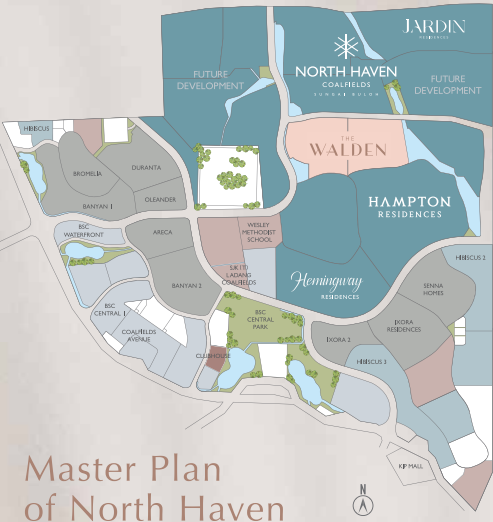 JARDIN
RESIDENCES
NORTH HAVEN
COALFIELDS
SUNGAI BULOH
FUTURE
DEVELOPMENT
FUTURE
DEVELOPMENT
HIBISCUS
THE
WALDEN
BROMELIA
DURANTA
OLEANDER
BANYAN 1
HAMPTON
RESIDENCES
BSC
WATERFRONT
ARECA
WESLEY
METHODIST
SCHOOL
HIBISCUS 2
SJK (T)
LADANG
COALFIELDS
Hemingway
RESIDENCES
SENNA
HOMES
BANYAN 2
BSC
CENTRAL 1
BSC
CENTRAL
PARK
IXORA
RESIDENCES
COALFIELDS
AVENUE
IXORA 2
CLUBHOUSE
HIBISCUS 3
KIP MALL
Master Plan
of North Haven
N